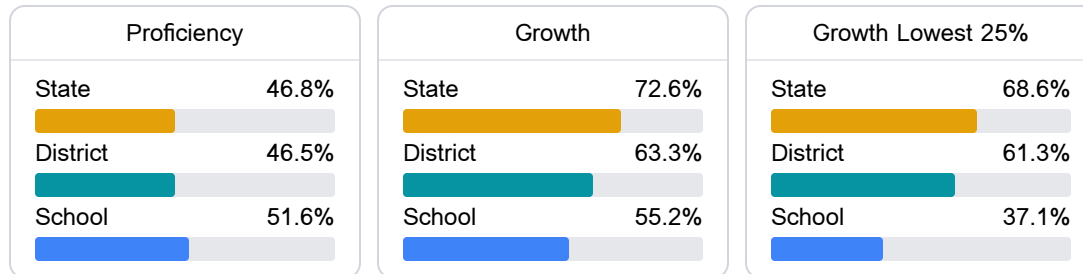 Proficiency
State 46.8%
District 46.5%
School 51.6%
Growth
State 72.6%
District 63.3%
School 55.2%
Growth Lowest 25%
State 68.6%
District 61.3%
School 37.1%